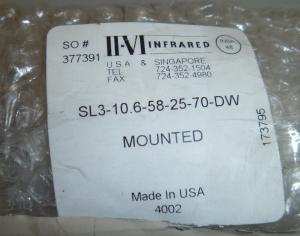 SO #
377391
II-VI INFRARED
USA & SINGAPORE
TEL 724-352-1504
FAX 724-352-4980
SL3-10.6-58-25-70-DW
MOUNTED
173795
Made In USA
4002